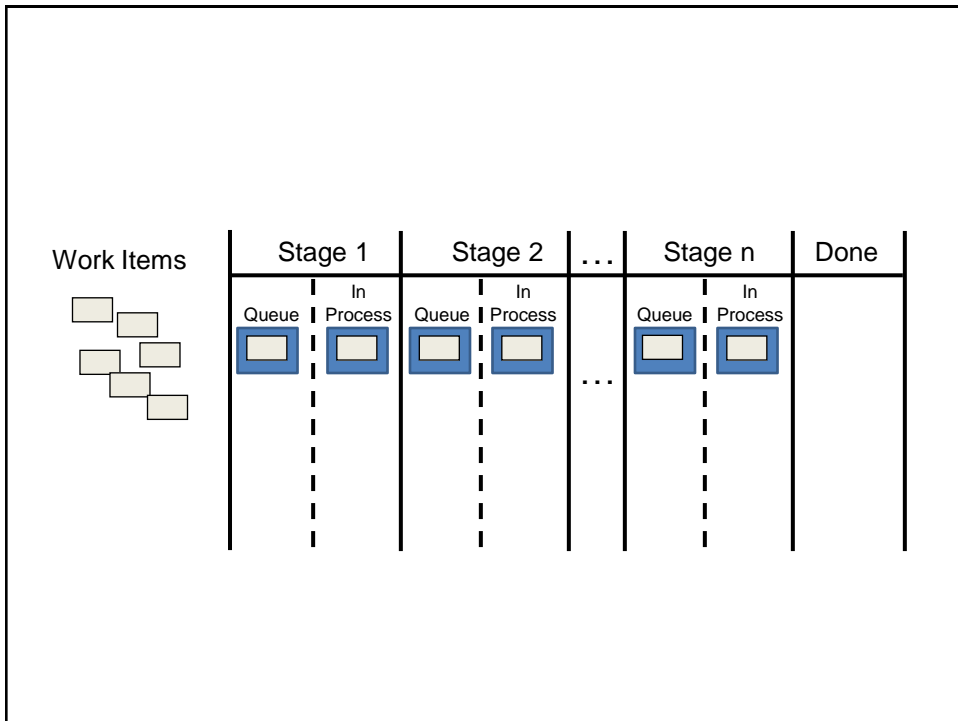 Work Items
Stage 1
Stage 2
...
Stage n
Done
Queue
In
Process
Queue
In
Process
...
Queue
In
Process